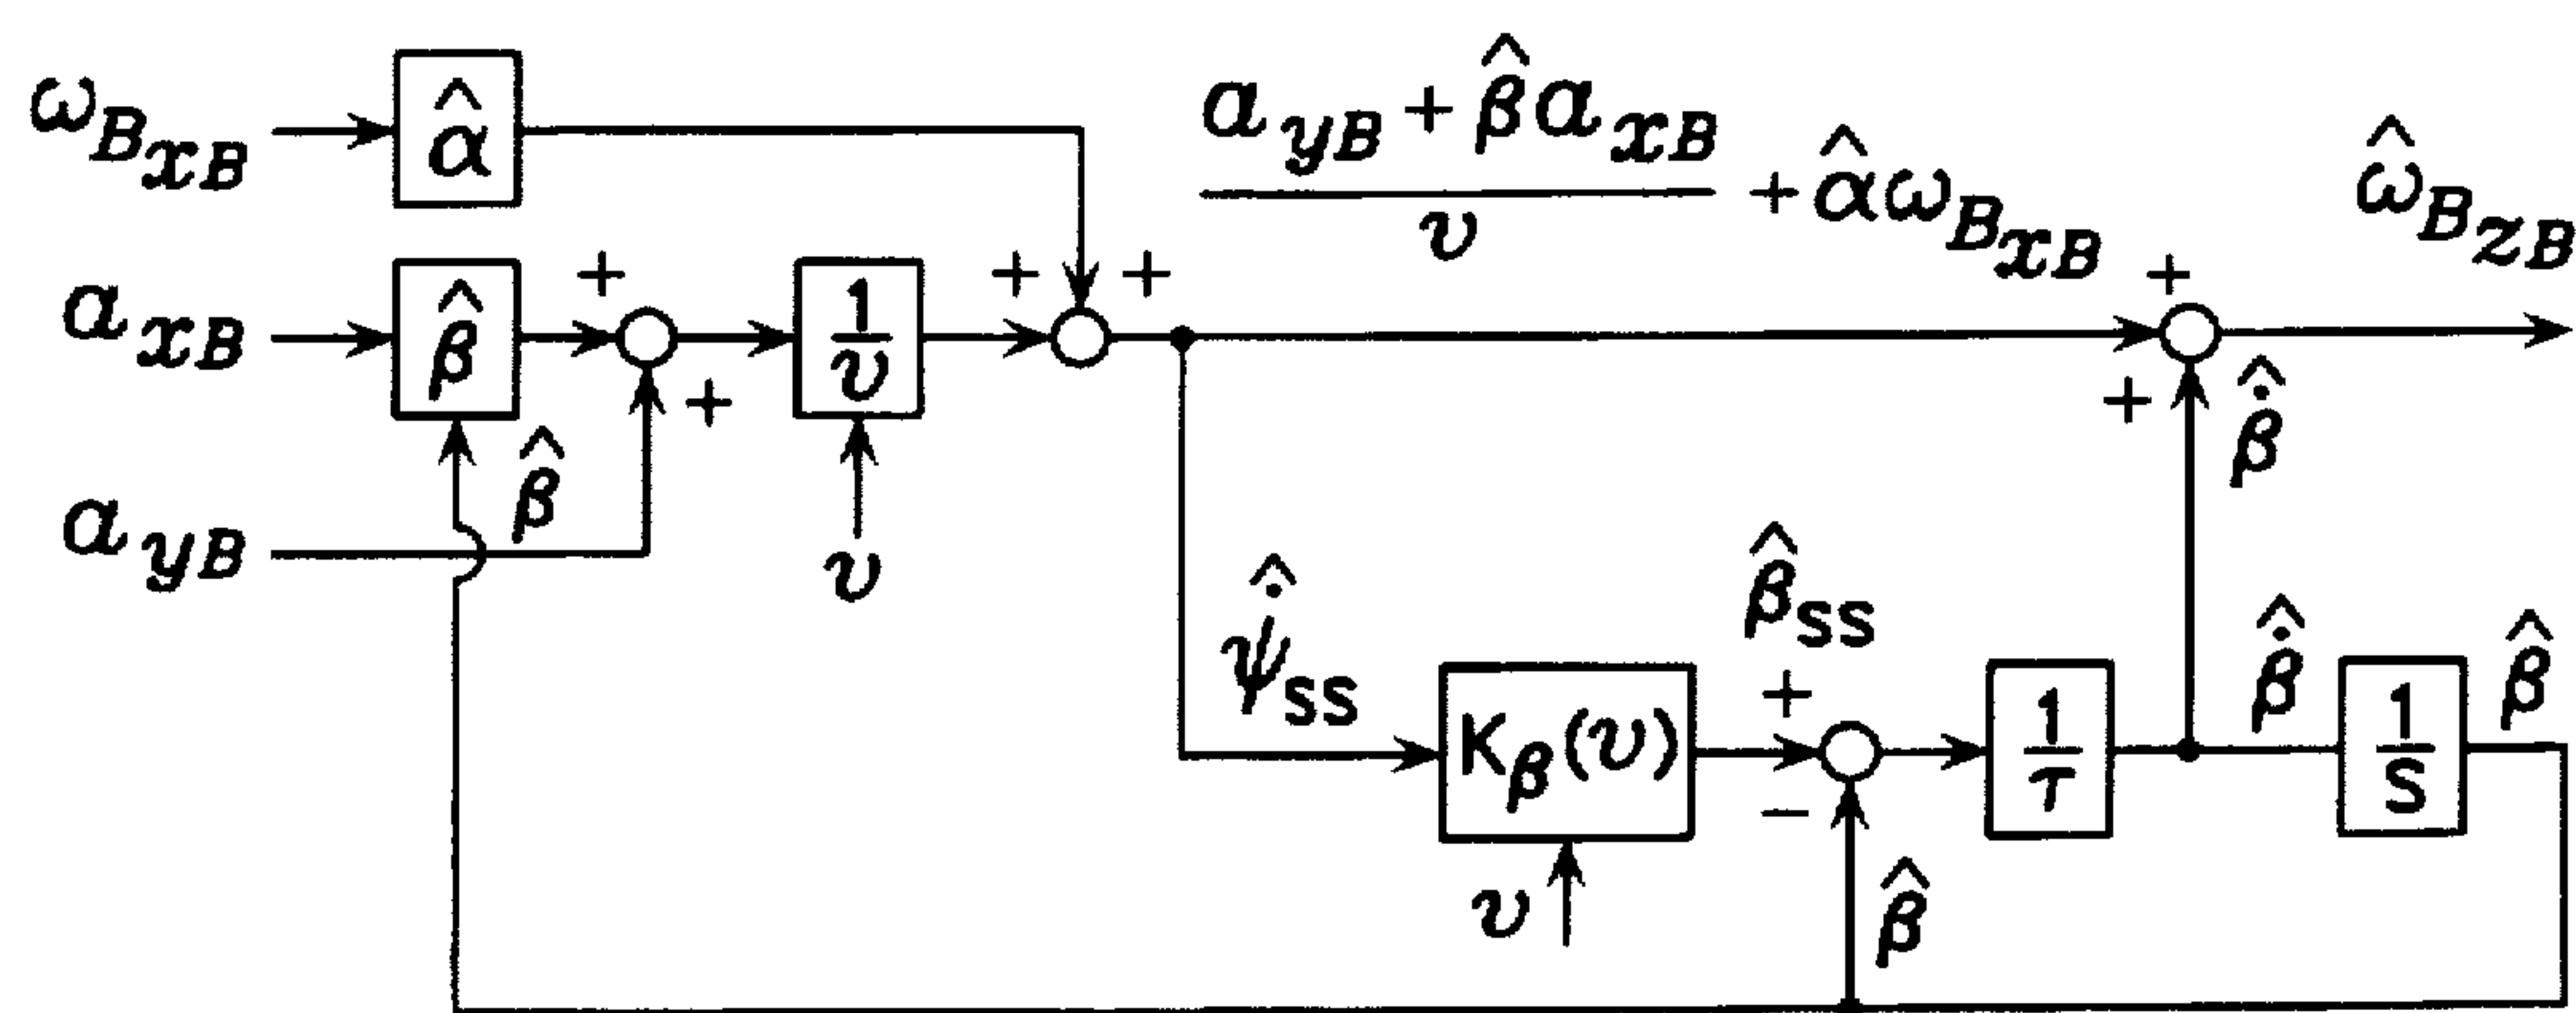 ω_{B_{xB}}
α̂
+
(a_{yB} + β̂a_{xB})/v + α̂ω_{B_{xB}}
ω̂_{B_{zB}}
a_{xB}
β̂
+
1/v
+
+
+
a_{yB}
β̂
v
+
β̇̂
ψ̇̂_{SS}
K_β(v)
v
β̂_{SS}
+
−
β̂
1/τ
β̇̂
1/S
β̂